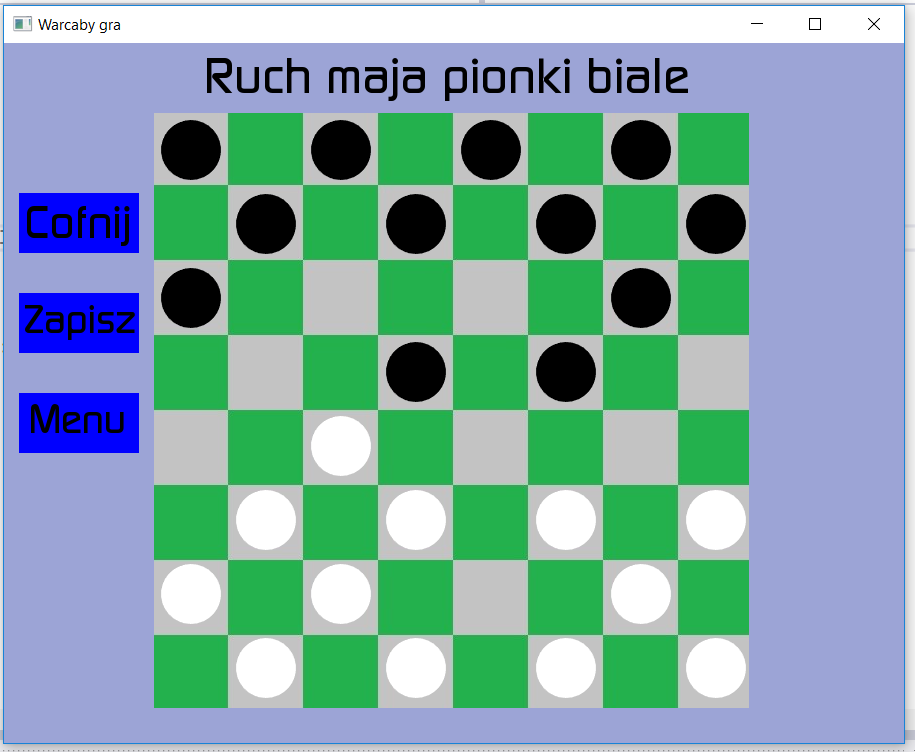 Warcaby gra
Ruch maja pionki biale
Cofnij
Zapisz
Menu